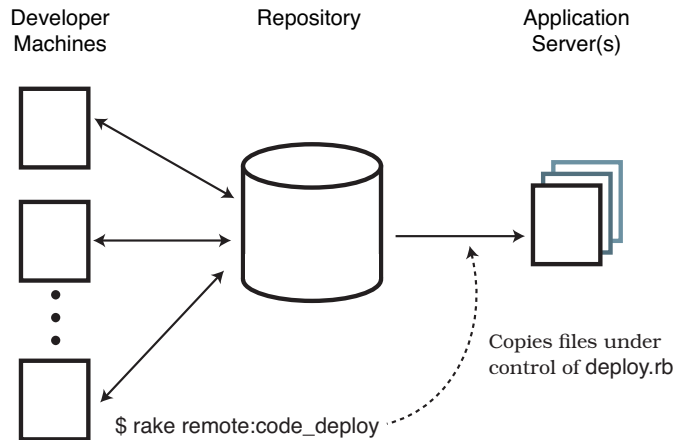 Developer
Machines
Repository
Application
Server(s)
Copies files under
control of deploy.rb
$ rake remote:code_deploy